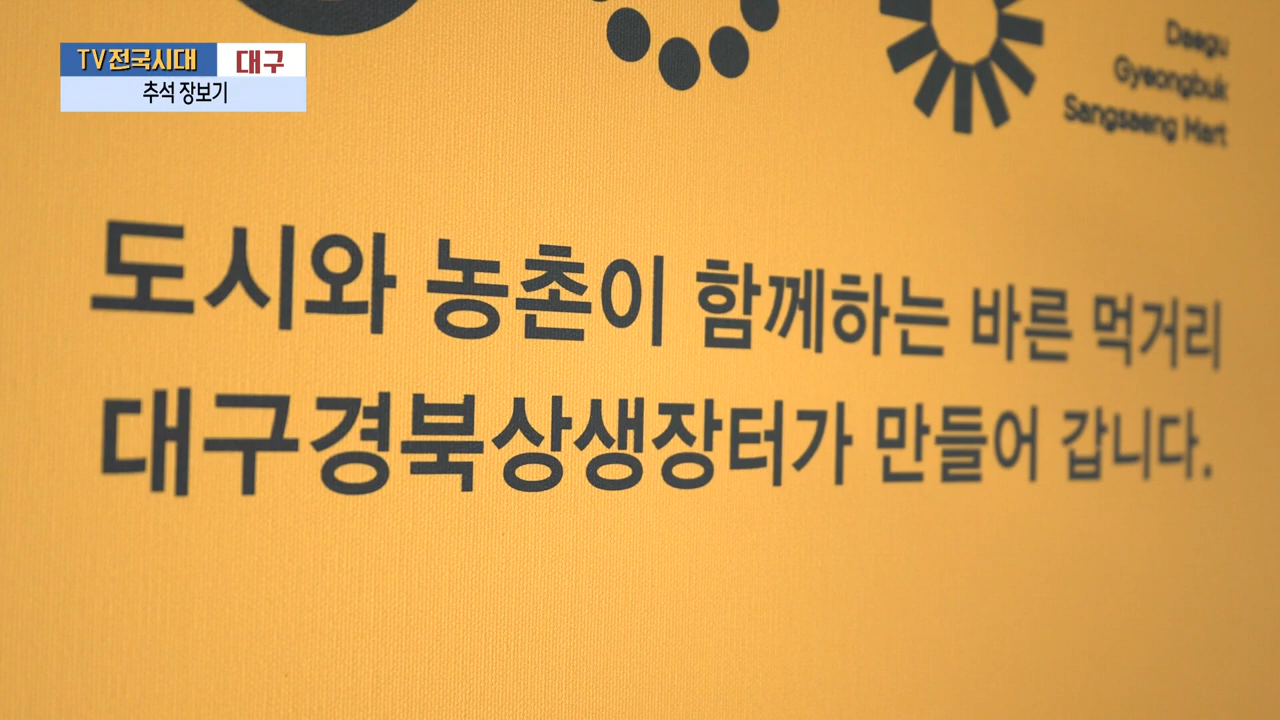 TV전국시대 대구
추석 장보기
Daegu
Gyeongbuk
Sangsaeng Mart
도시와 농촌이 함께하는 바른 먹거리
대구경북상생장터가 만들어 갑니다.